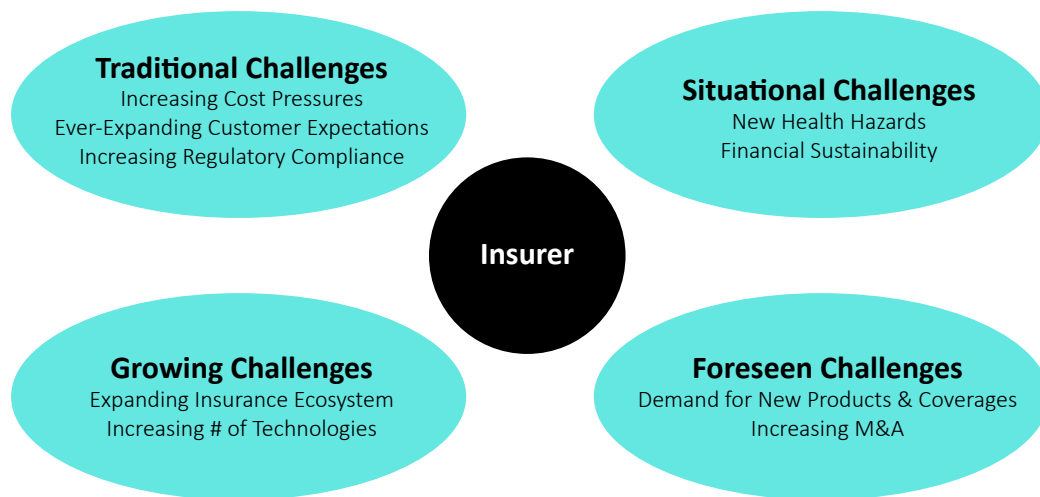 Traditional Challenges
Increasing Cost Pressures
Ever-Expanding Customer Expectations
Increasing Regulatory Compliance
Situational Challenges
New Health Hazards
Financial Sustainability
Insurer
Growing Challenges
Expanding Insurance Ecosystem
Increasing # of Technologies
Foreseen Challenges
Demand for New Products & Coverages
Increasing M&A